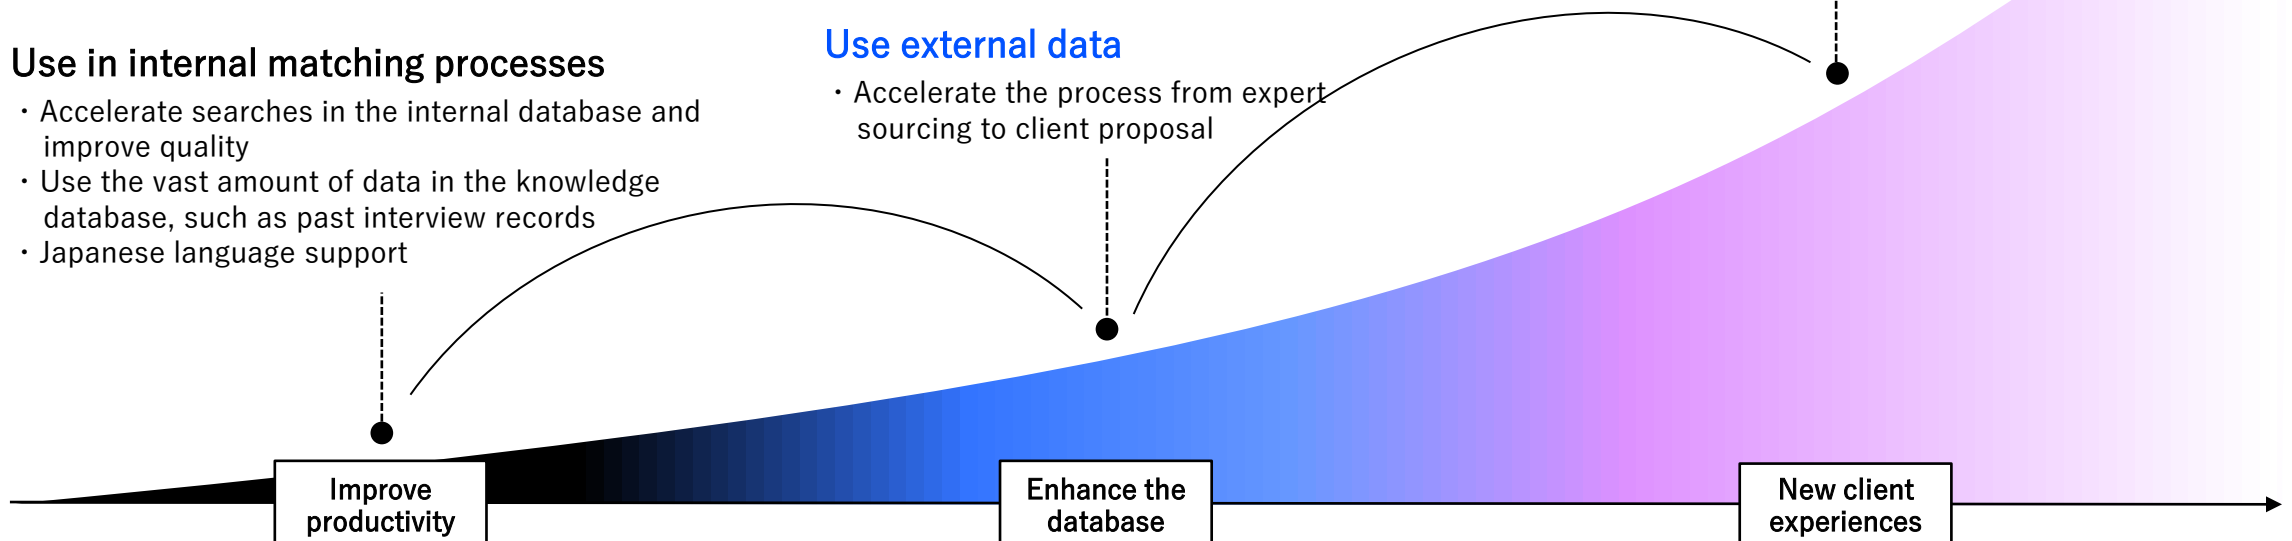 Use in internal matching processes
・Accelerate searches in the internal database and
improve quality
・Use the vast amount of data in the knowledge
database, such as past interview records
・Japanese language support
Use external data
・Accelerate the process from expert
sourcing to client proposal
Improve
productivity
Enhance the
database
New client
experiences